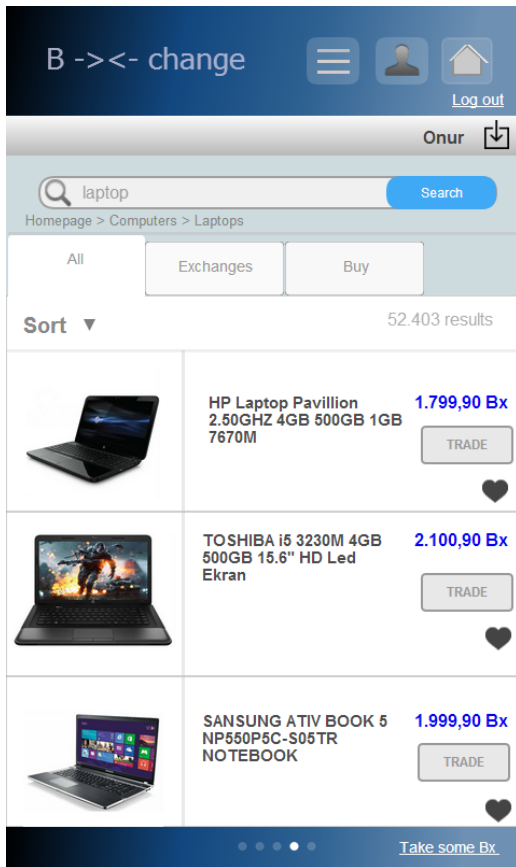 B -><- change
Log out
Onur
laptop
Search
Homepage > Computers > Laptops
All
Exchanges
Buy
Sort ▼
52.403 results
HP Laptop Pavillion
2.50GHZ 4GB 500GB 1GB
7670M
1.799,90 Bx
TRADE
TOSHIBA i5 3230M 4GB
500GB 15.6" HD Led
Ekran
2.100,90 Bx
TRADE
SANSUNG ATIV BOOK 5
NP550P5C-S05TR
NOTEBOOK
1.999,90 Bx
TRADE
Take some Bx